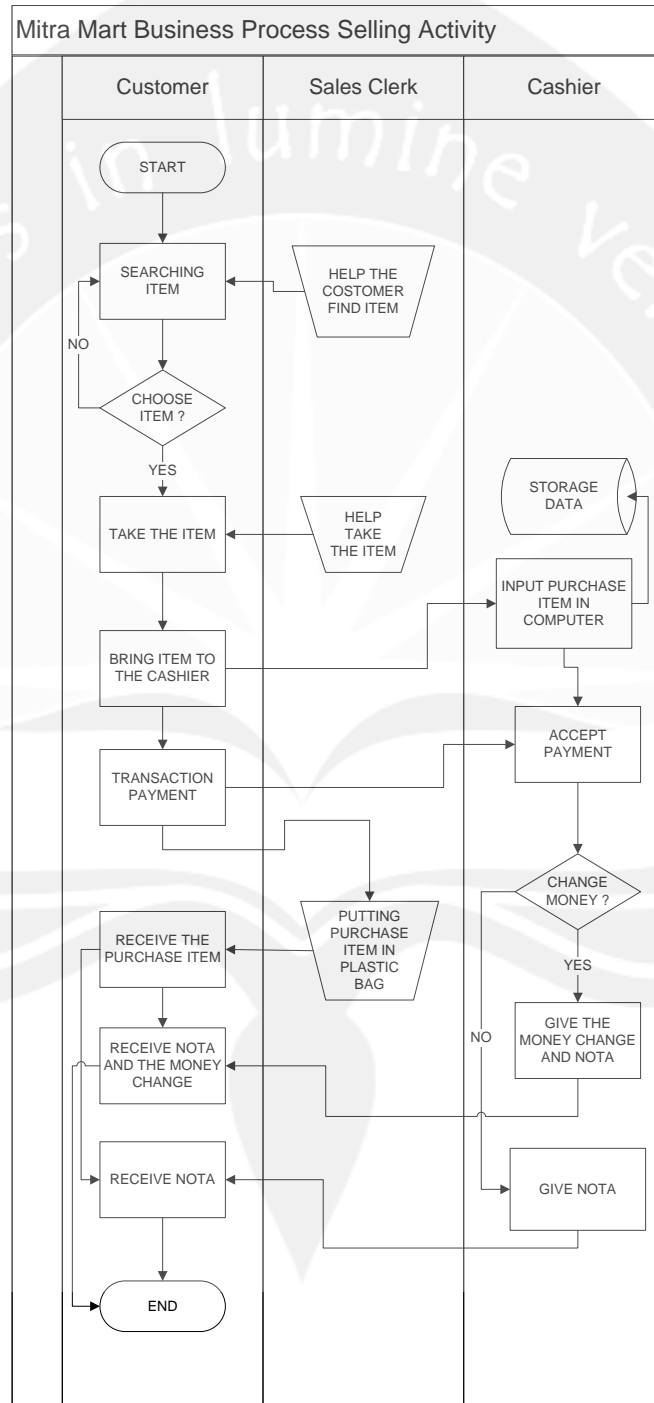 Mitra Mart Business Process Selling Activity
Customer
Sales Clerk
Cashier
START
SEARCHING
ITEM
HELP THE
COSTOMER
FIND ITEM
NO
CHOOSE
ITEM ?
YES
STORAGE
DATA
TAKE THE ITEM
HELP
TAKE
THE ITEM
INPUT PURCHASE
ITEM IN
COMPUTER
BRING ITEM TO
THE CASHIER
ACCEPT
PAYMENT
TRANSACTION
PAYMENT
CHANGE
MONEY ?
PUTTING
PURCHASE
ITEM IN
PLASTIC
BAG
RECEIVE THE
PURCHASE ITEM
YES
NO
GIVE THE
MONEY CHANGE
AND NOTA
RECEIVE NOTA
AND THE MONEY
CHANGE
RECEIVE NOTA
GIVE NOTA
END
s in lumine ve